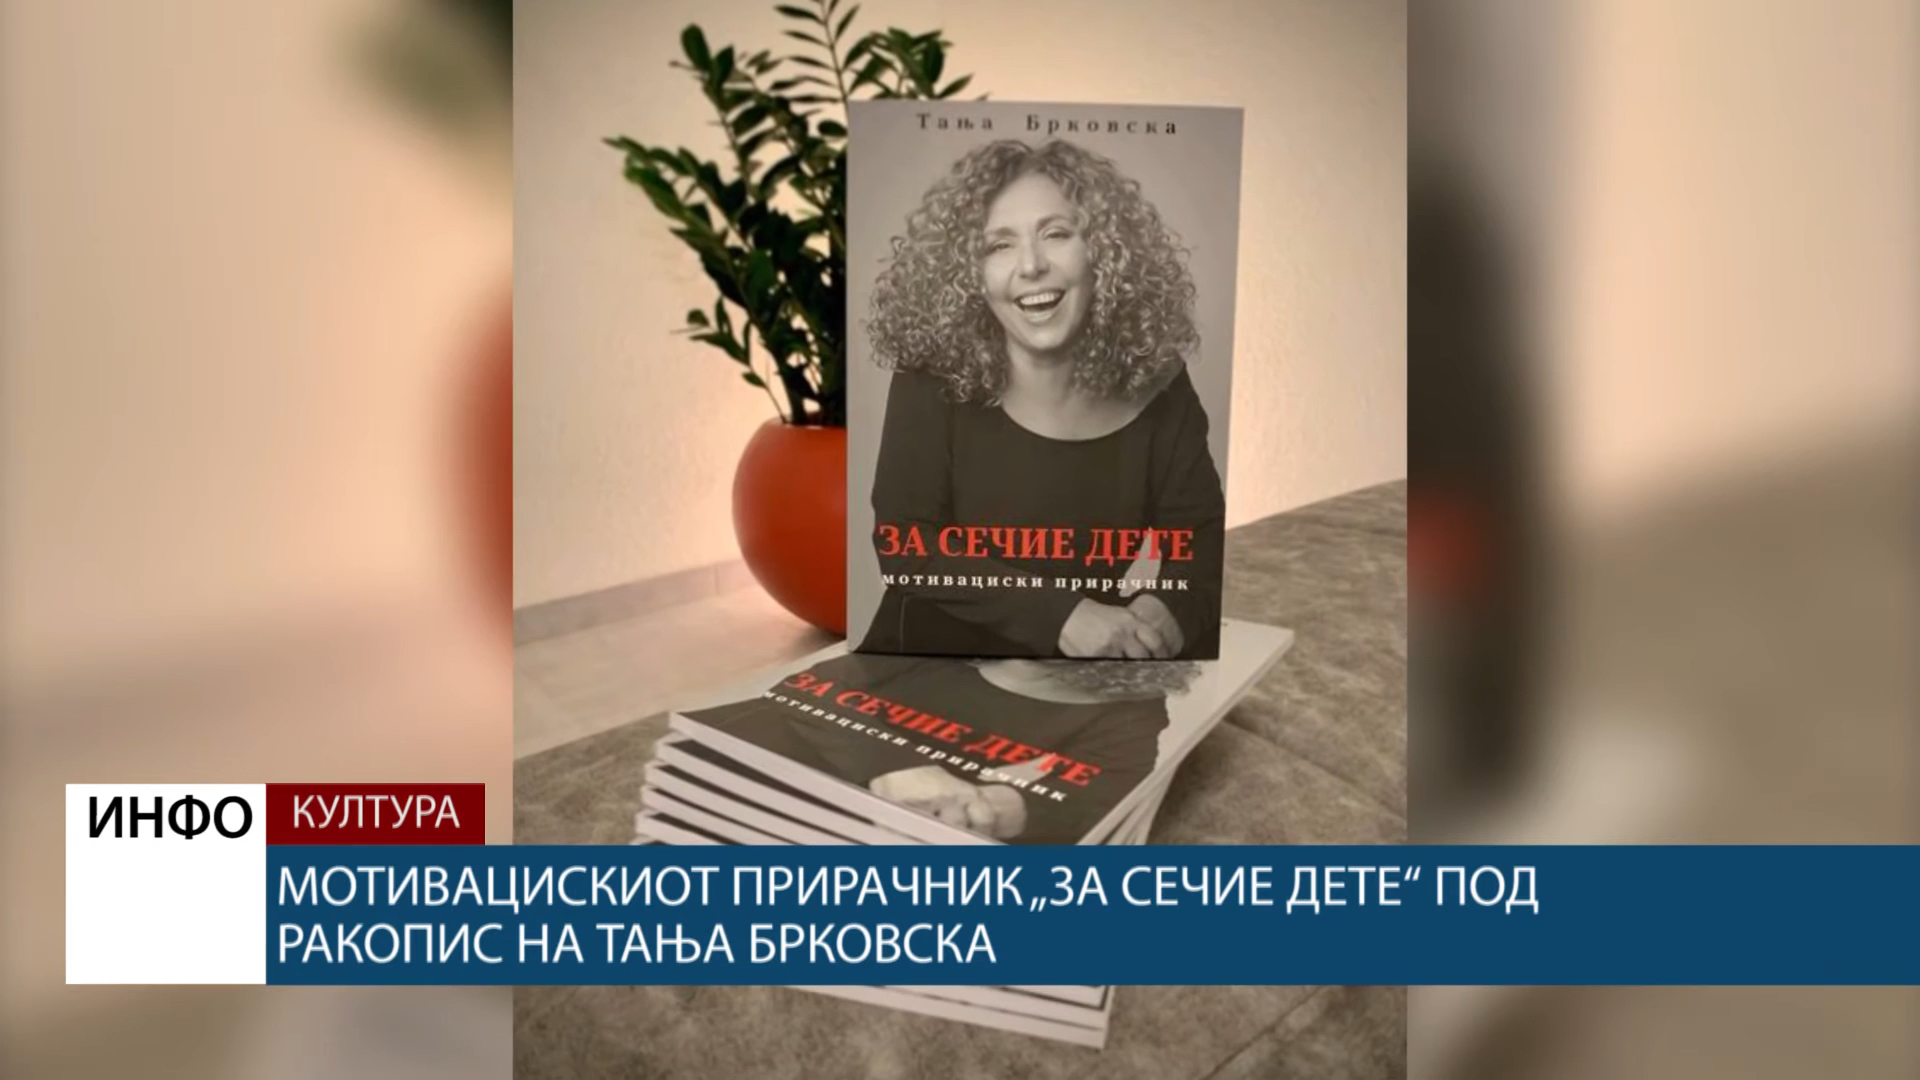 Тања Брковска
ЗА СЕЧИЕ ДЕТЕ
мотивациски прирачник
ЗА СЕЧИЕ ДЕТЕ
мотивациски прирачник
ИНФО
КУЛТУРА
МОТИВАЦИСКИОТ ПРИРАЧНИК „ЗА СЕЧИЕ ДЕТЕ“ ПОД
РАКОПИС НА ТАЊА БРКОВСКА